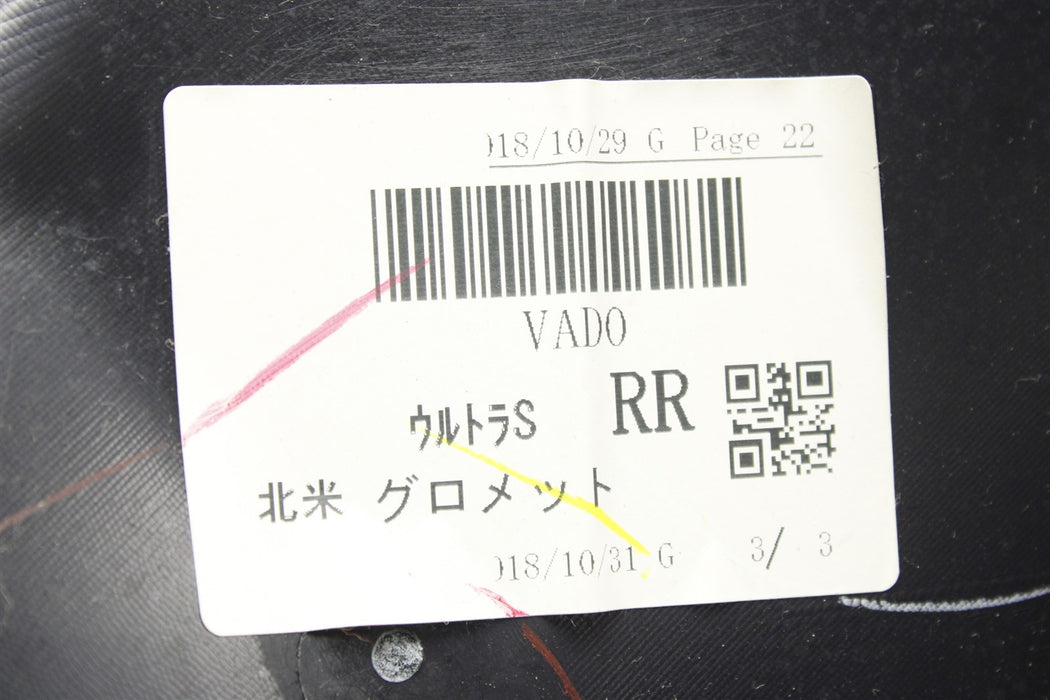 018/10/29 G Page 22
VADO
ウルトラS RR
北米 グロメット
018/10/31 G 3/ 3